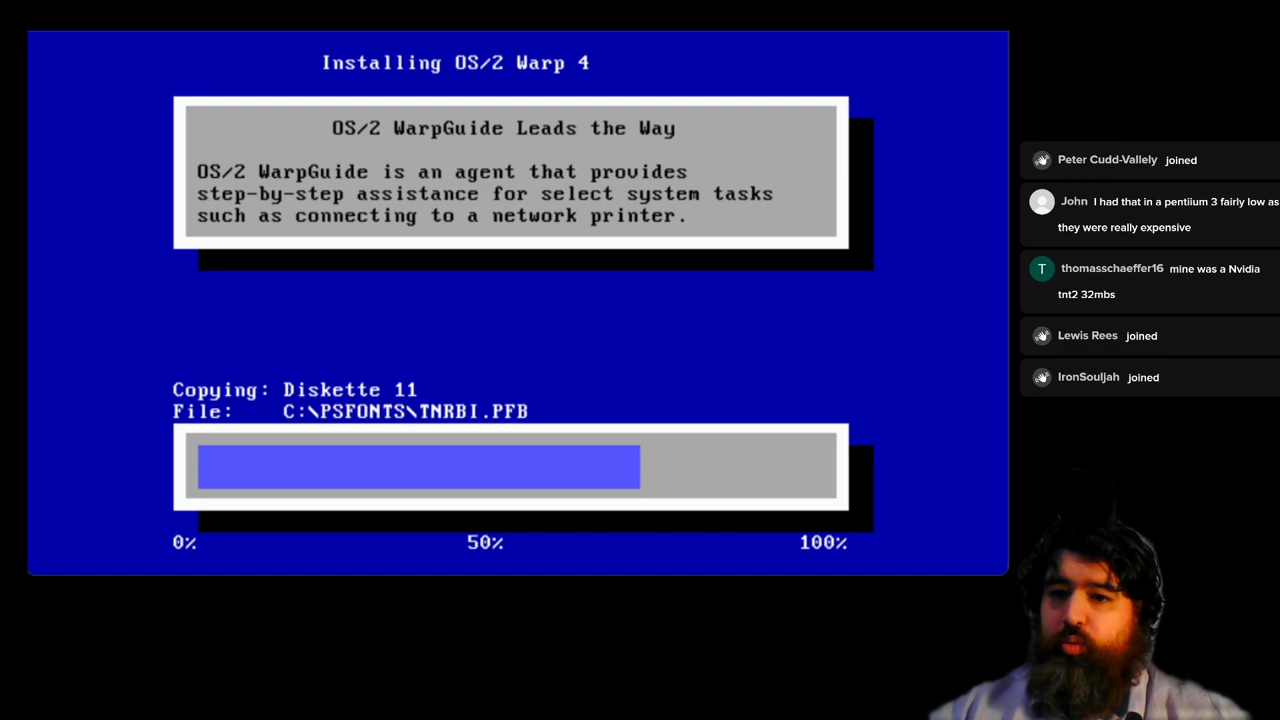 Installing OS/2 Warp 4
OS/2 WarpGuide Leads the Way
OS/2 WarpGuide is an agent that provides
step-by-step assistance for select system tasks
such as connecting to a network printer.
Copying: Diskette 11
File: C:\PSFONTS\TNRBI.PFB
0% 50% 100%
Peter Cudd-Vallely joined
John I had that in a pentiium 3 fairly low as
they were really expensive
T thomasschaeffer16 mine was a Nvidia
tnt2 32mbs
Lewis Rees joined
IronSouljah joined